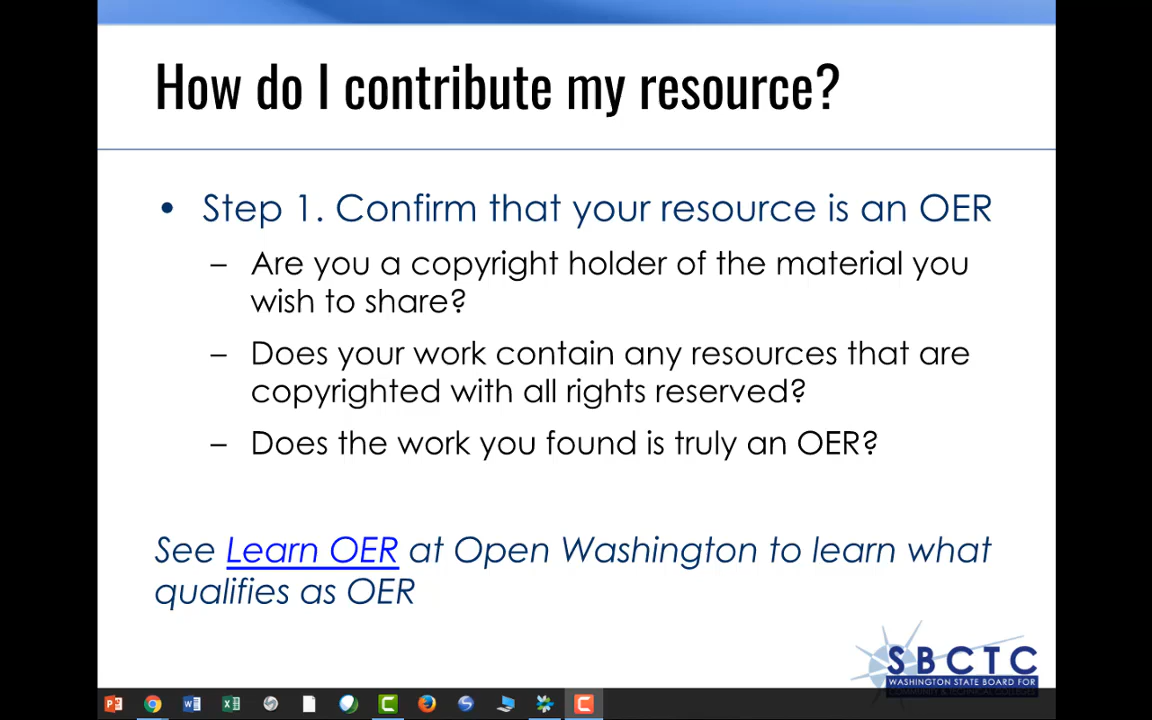 How do I contribute my resource?
• Step 1. Confirm that your resource is an OER
– Are you a copyright holder of the material you
wish to share?
– Does your work contain any resources that are
copyrighted with all rights reserved?
– Does the work you found is truly an OER?
See Learn OER at Open Washington to learn what
qualifies as OER
SBCTC
WASHINGTON STATE BOARD FOR
COMMUNITY & TECHNICAL COLLEGES